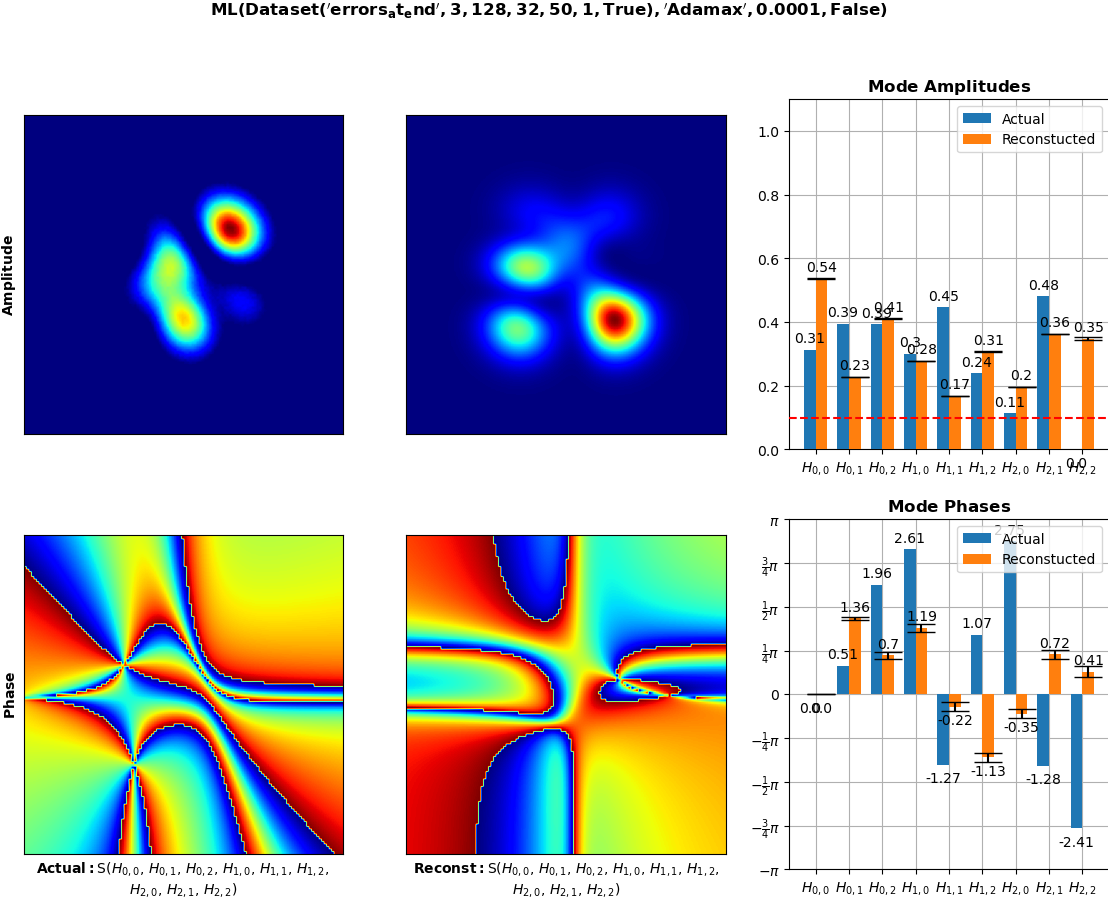 ML(Dataset('errors_at_end', 3, 128, 32, 50, 1, True), 'Adamax', 0.0001, False)
Amplitude
Mode Amplitudes
Actual
Reconstucted
1.0
0.8
0.6
0.4
0.2
0.0
0.31 0.39 0.39 0.3 0.45 0.24 0.11 0.48 0.0
0.54 0.23 0.41 0.28 0.17 0.31 0.2 0.36 0.35
H0,0 H0,1 H0,2 H1,0 H1,1 H1,2 H2,0 H2,1 H2,2
Phase
Actual: S(H0,0, H0,1, H0,2, H1,0, H1,1, H1,2,
H2,0, H2,1, H2,2)
Reconst: S(H0,0, H0,1, H0,2, H1,0, H1,1, H1,2,
H2,0, H2,1, H2,2)
Mode Phases
Actual
Reconstucted
π
3/4π
1/2π
1/4π
0
−1/4π
−1/2π
−3/4π
−π
0.0 0.51 1.96 2.61 -1.27 1.07 2.75 -1.28 -2.41
0.0 1.36 0.7 1.19 -0.22 -1.13 -0.35 0.72 0.41
H0,0 H0,1 H0,2 H1,0 H1,1 H1,2 H2,0 H2,1 H2,2